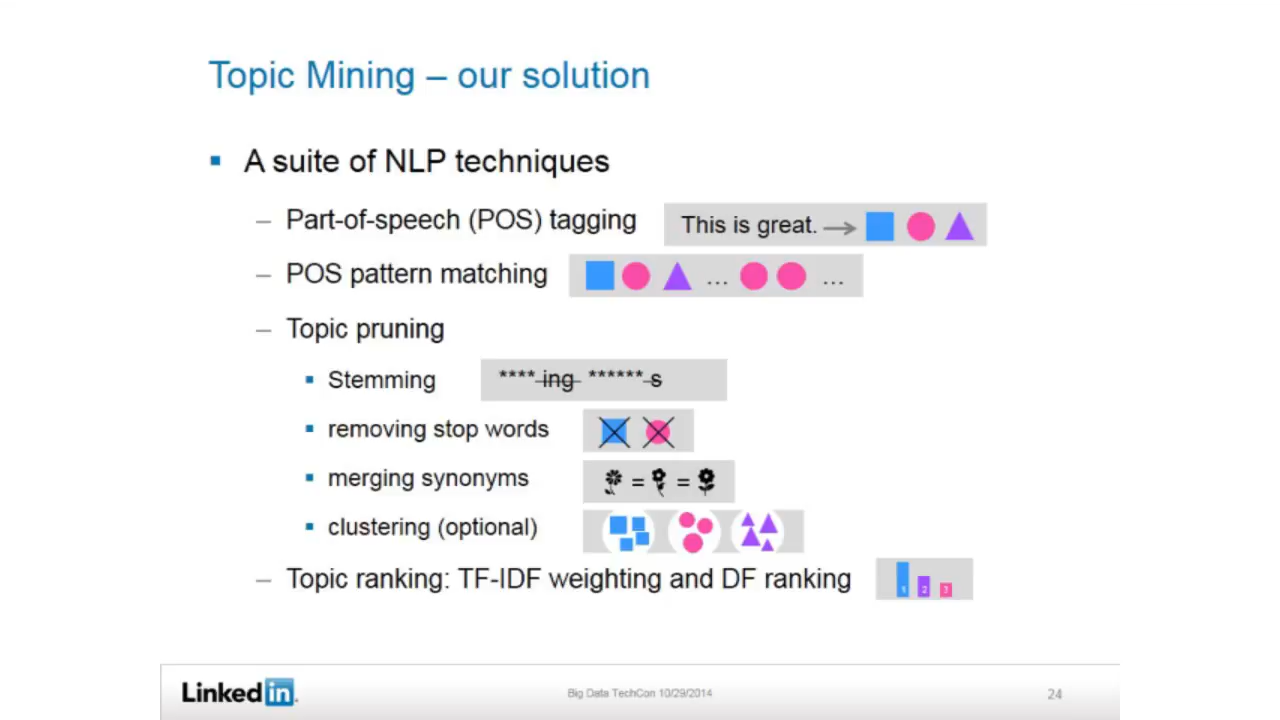 Topic Mining – our solution
A suite of NLP techniques
– Part-of-speech (POS) tagging
This is great.
– POS pattern matching
... ...
– Topic pruning
Stemming
**** ing ****** s
removing stop words
merging synonyms
= =
clustering (optional)
– Topic ranking: TF-IDF weighting and DF ranking
1 2 3
Linked in
Big Data TechCon 10/29/2014
24